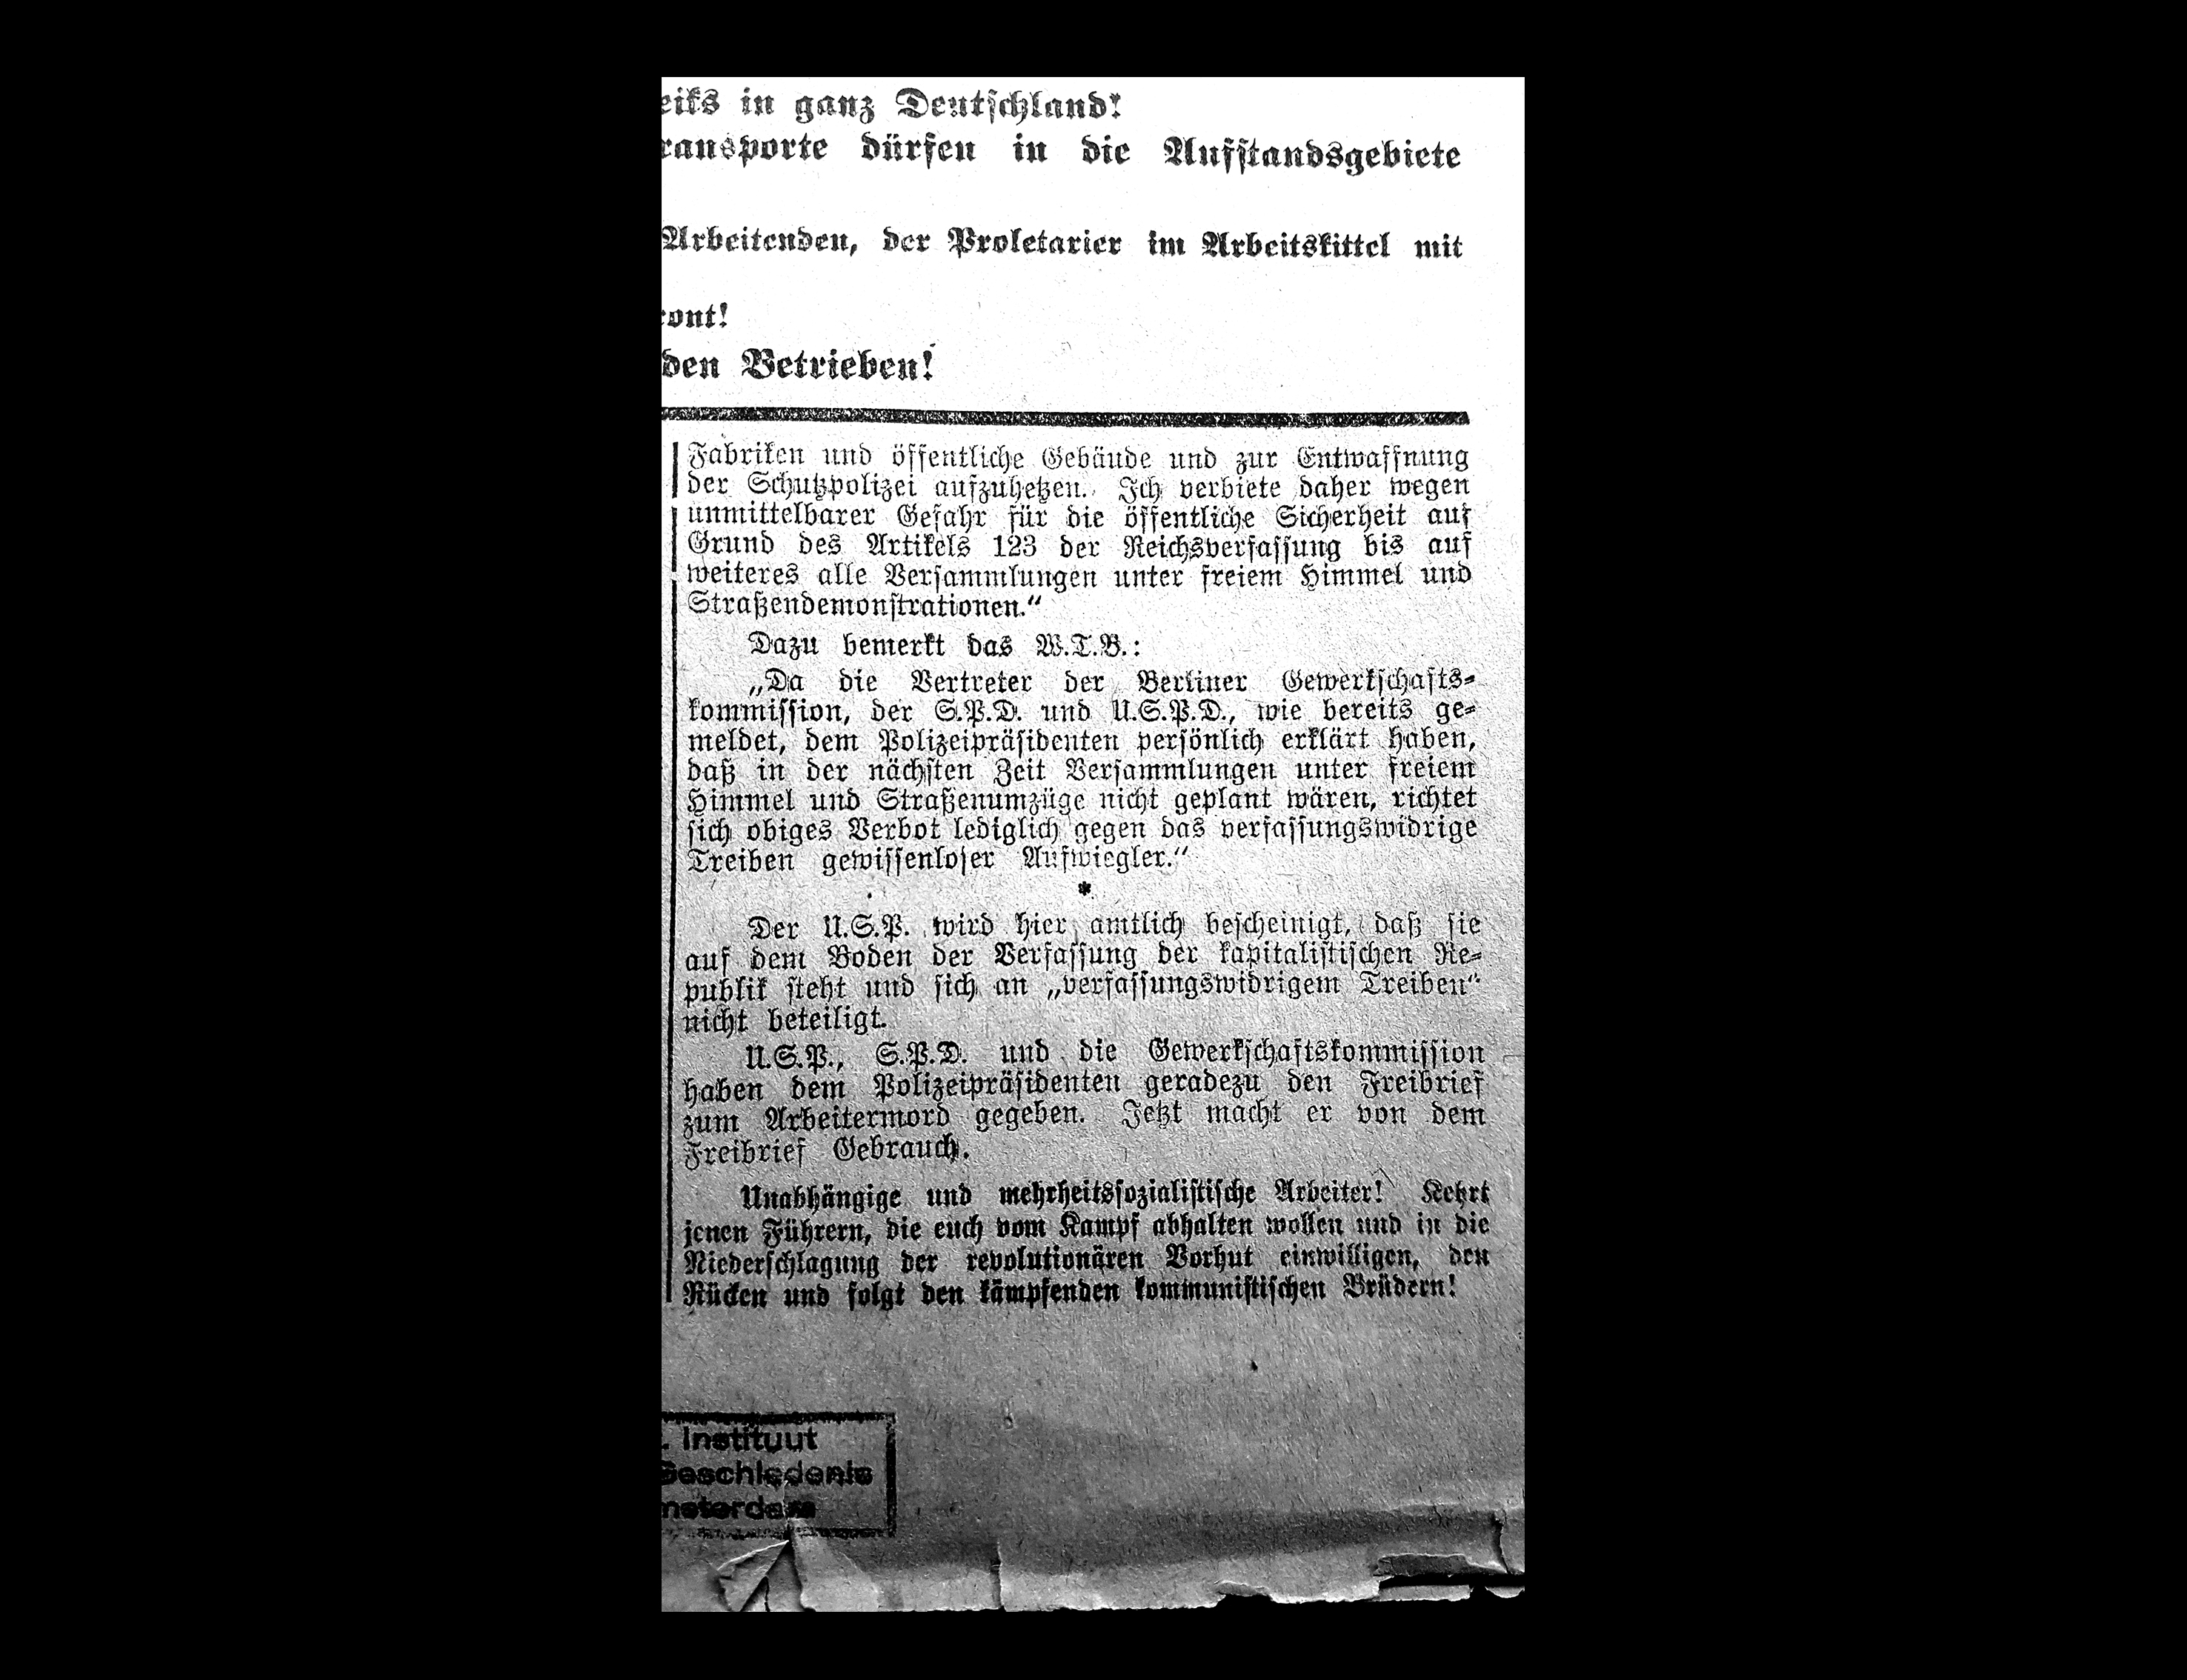 eiks in ganz Deutschland!
ransporte dürfen in die Aufstandsgebiete
Arbeitenden, der Proletarier im Arbeitskittel mit
ront!
den Betrieben!
Fabriken und öffentliche Gebäude und zur Entwaffnung
der Schutzpolizei aufzuhetzen. Ich verbiete daher wegen
unmittelbarer Gefahr für die öffentliche Sicherheit auf
Grund des Artikels 123 der Reichsverfassung bis auf
weiteres alle Versammlungen unter freiem Himmel und
Straßendemonstrationen.“
Dazu bemerkt das W.T.B.:
„Da die Vertreter der Berliner Gewerkschafts-
kommission, der S.P.D. und U.S.P.D., wie bereits ge-
meldet, dem Polizeipräsidenten persönlich erklärt haben,
daß in der nächsten Zeit Versammlungen unter freiem
Himmel und Straßenumzüge nicht geplant wären, richtet
sich obiges Verbot lediglich gegen das verfassungswidrige
Treiben gewissenloser Aufwiegler.“
*
Der U.S.P. wird hier amtlich bescheinigt, daß sie
auf dem Boden der Verfassung der kapitalistischen Re-
publik steht und sich an „verfassungswidrigem Treiben“
nicht beteiligt.
U.S.P., S.P.D. und die Gewerkschaftskommission
haben dem Polizeipräsidenten geradezu den Freibrief
zum Arbeitermord gegeben. Jetzt macht er von dem
Freibrief Gebrauch.
Unabhängige und mehrheitssozialistische Arbeiter! Kehrt
jenen Führern, die euch vom Kampf abhalten wollen und in die
Niederschlagung der revolutionären Vorhut einwilligen, den
Rücken und folgt den kämpfenden kommunistischen Brüdern!
. Instituut
Geschiedenis
msterdam